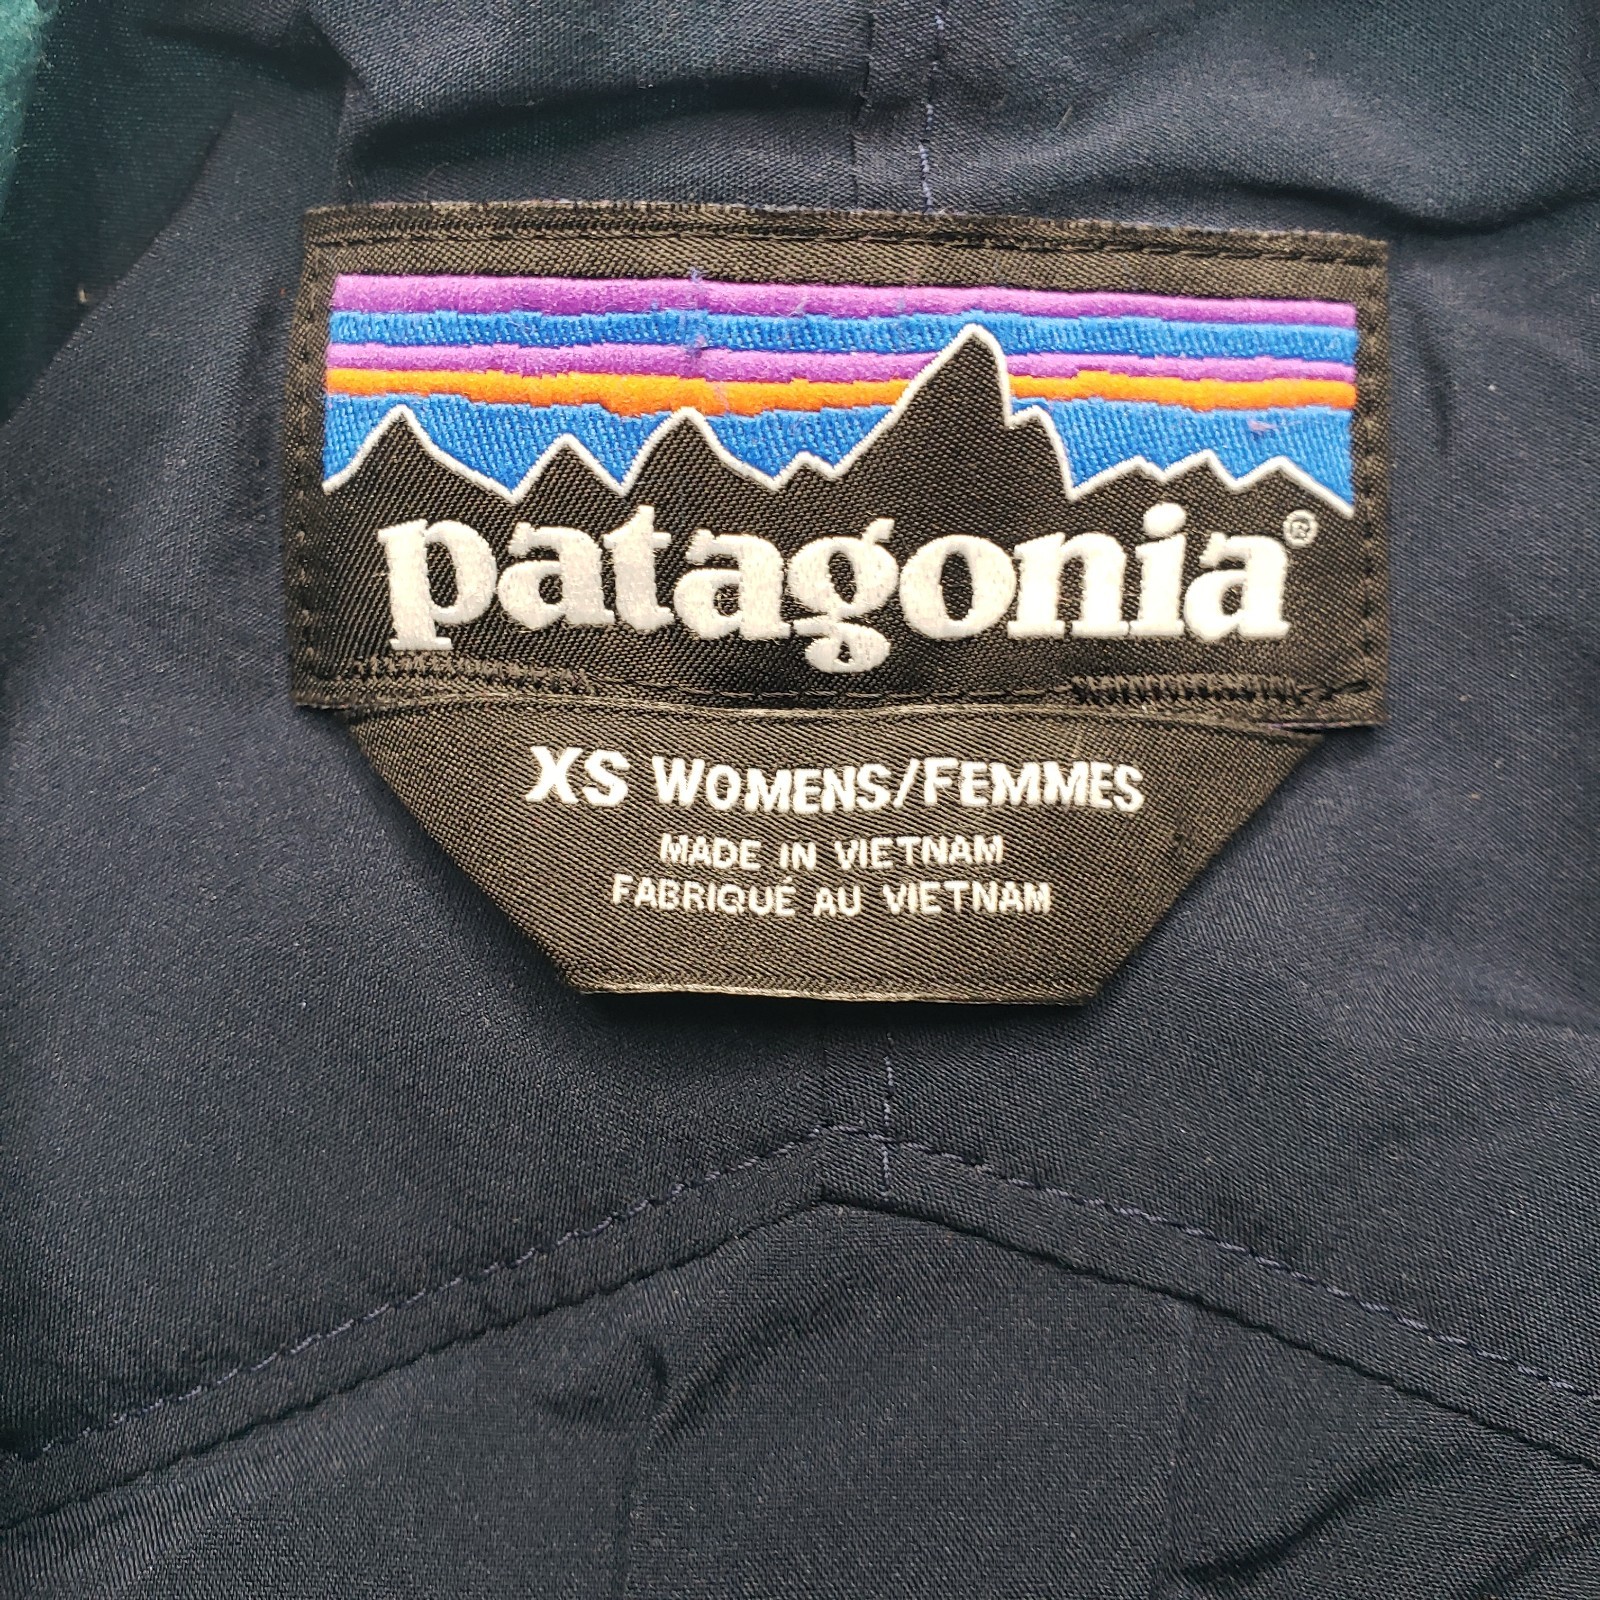 patagonia®
XS WOMENS/FEMMES
MADE IN VIETNAM
FABRIQUÉ AU VIETNAM